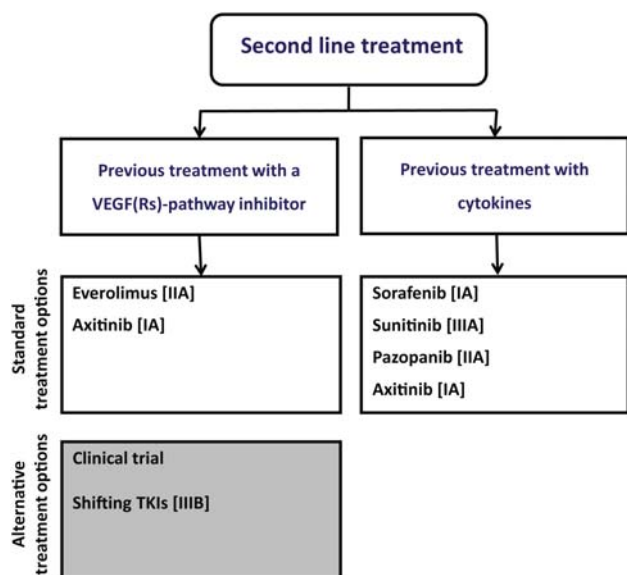 Second line treatment
Previous treatment with a
VEGF(Rs)-pathway inhibitor
Previous treatment with
cytokines
Standard
treatment options
Everolimus [IIA]
Axitinib [IA]
Sorafenib [IA]
Sunitinib [IIIA]
Pazopanib [IIA]
Axitinib [IA]
Alternative
treatment options
Clinical trial
Shifting TKIs [IIIB]